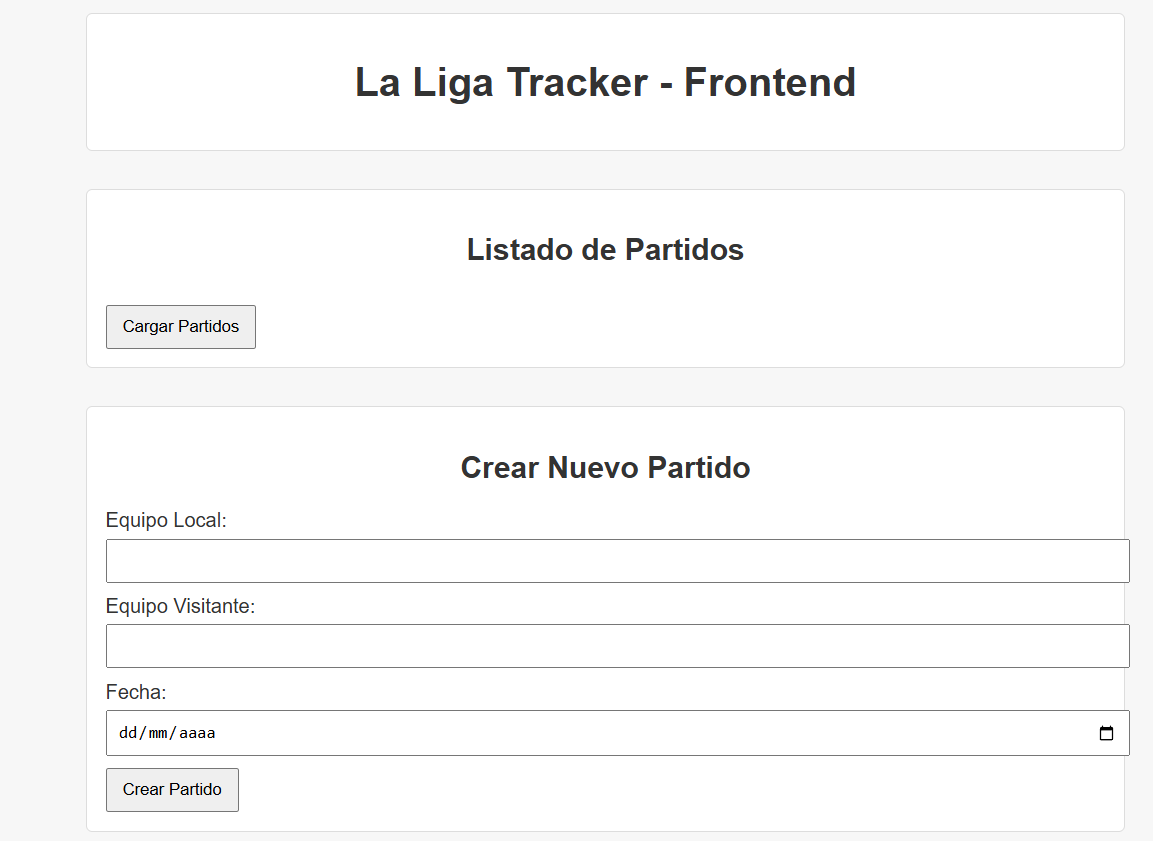 La Liga Tracker - Frontend
Listado de Partidos
Cargar Partidos
Crear Nuevo Partido
Equipo Local:
Equipo Visitante:
Fecha:
dd/mm/aaaa
Crear Partido